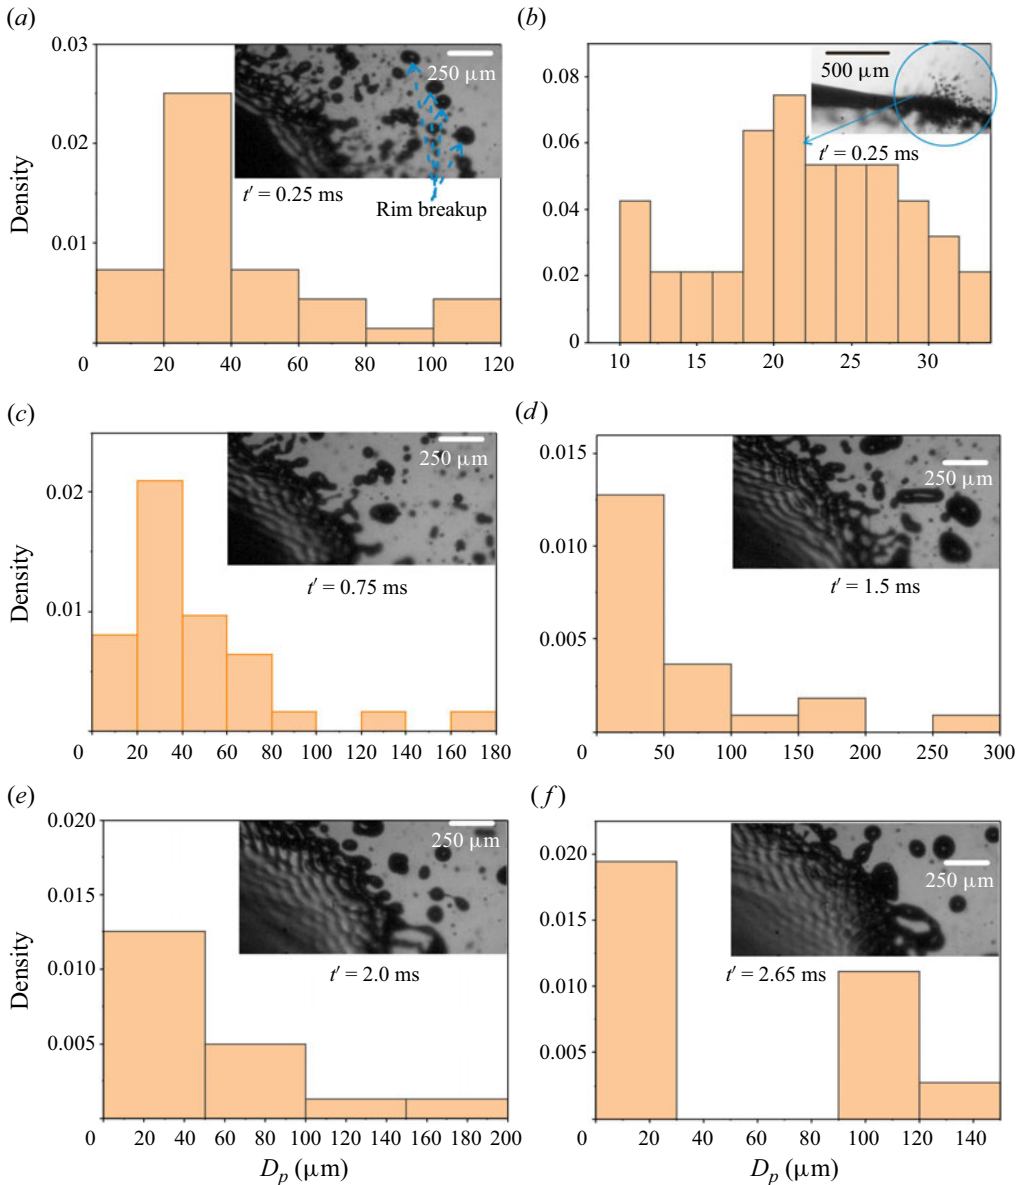 (a)
0.03
0.02
0.01
Density
250 μm
t′ = 0.25 ms
Rim breakup
0 20 40 60 80 100 120
(b)
0.08
0.06
0.04
0.02
0
500 μm
t′ = 0.25 ms
10 15 20 25 30
(c)
0.02
0.01
Density
250 μm
t′ = 0.75 ms
0 20 40 60 80 100 120 140 160 180
(d)
0.015
0.010
0.005
250 μm
t′ = 1.5 ms
0 50 100 150 200 250 300
(e)
0.020
0.015
0.010
0.005
Density
250 μm
t′ = 2.0 ms
0 20 40 60 80 100 120 140 160 180 200
D_p (μm)
(f)
0.020
0.015
0.010
0.005
250 μm
t′ = 2.65 ms
0 20 40 60 80 100 120 140
D_p (μm)